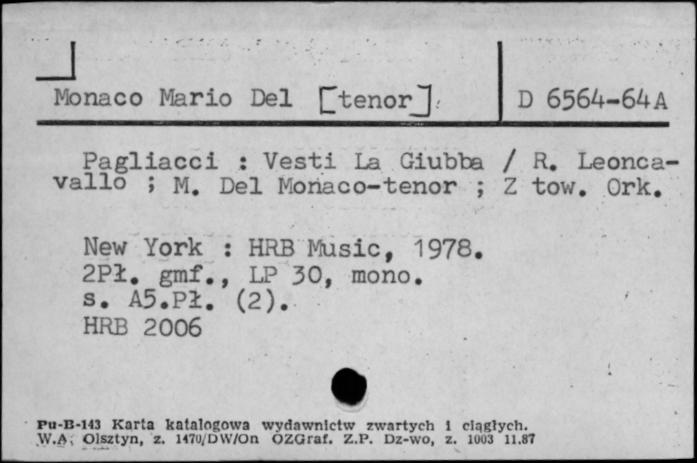 Monaco Mario Del [tenor]. D 6564-64A
Pagliacci : Vesti La Giubba / R. Leonca-
vallo ; M. Del Monaco-tenor ; Z tow. Ork.
New York : HRB Music, 1978.
2Pł. gmf., LP 30, mono.
s. A5.Pł. (2).
HRB 2006
Pu-B-143 Karta katalogowa wydawnictw zwartych i ciągłych.
W.A. Olsztyn, z. 1470/DW/On OZGraf. Z.P. Dz-wo, z. 1003 11.87